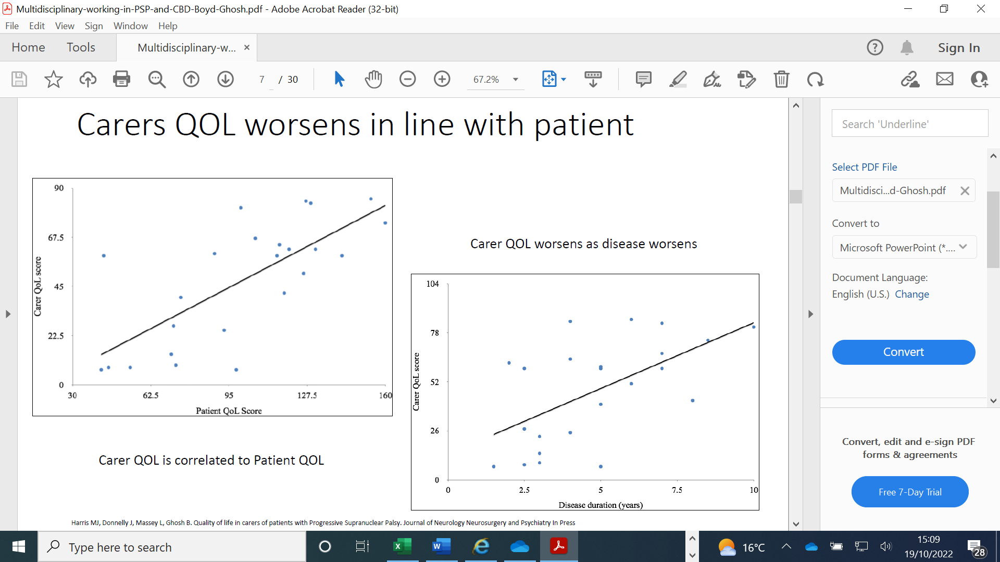 Multidisciplinary-working-in-PSP-and-CBD-Boyd-Ghosh.pdf - Adobe Acrobat Reader (32-bit)
File Edit View Sign Window Help
Home Tools Multidisciplinary-w... × Sign In
7 / 30 67.2%
Carers QOL worsens in line with patient
90
67.5
45
22.5
0
30 62.5 95 127.5 160
Carer QoL score
Patient QoL Score
Carer QOL is correlated to Patient QOL
Carer QOL worsens as disease worsens
104
78
52
26
0
0 2.5 5 7.5 10
Carer QoL score
Disease duration (years)
Harris MJ, Donnelly J, Massey L, Ghosh B. Quality of life in carers of patients with Progressive Supranuclear Palsy. Journal of Neurology Neurosurgery and Psychiatry In Press
Search 'Underline'
Select PDF File
Multidisci...d-Ghosh.pdf
Convert to
Microsoft PowerPoint (*....
Document Language:
English (U.S.) Change
Convert
Convert, edit and e-sign PDF
forms & agreements
Free 7-Day Trial
Type here to search
16°C
15:09
19/10/2022
28